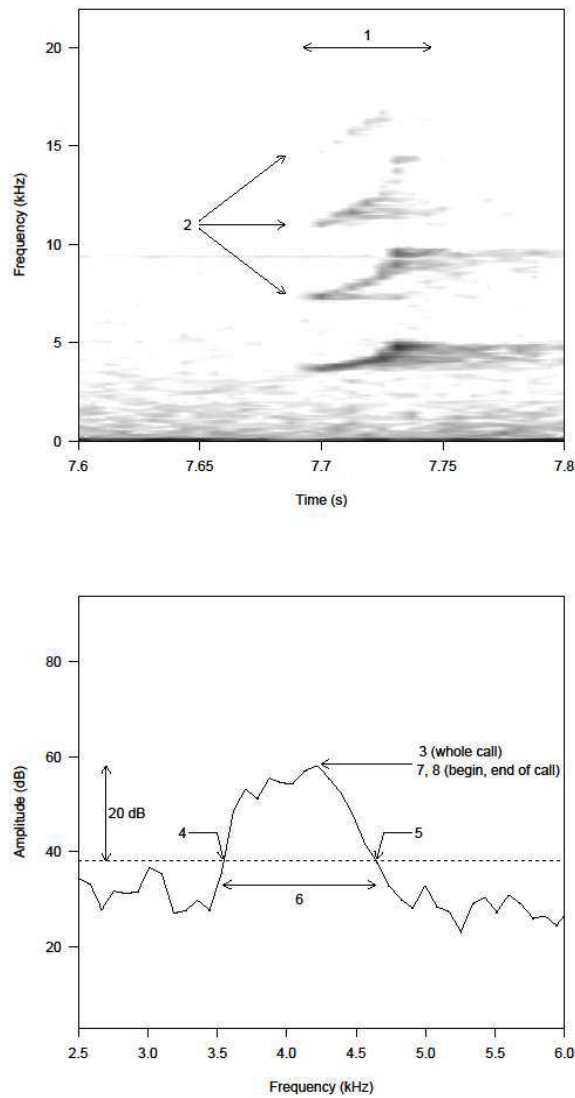 20
15
10
5
0
Frequency (kHz)
1
2
7.6 7.65 7.7 7.75 7.8
Time (s)
80
60
40
20
Amplitude (dB)
3 (whole call)
7, 8 (begin, end of call)
20 dB
4 5
6
2.5 3.0 3.5 4.0 4.5 5.0 5.5 6.0
Frequency (kHz)